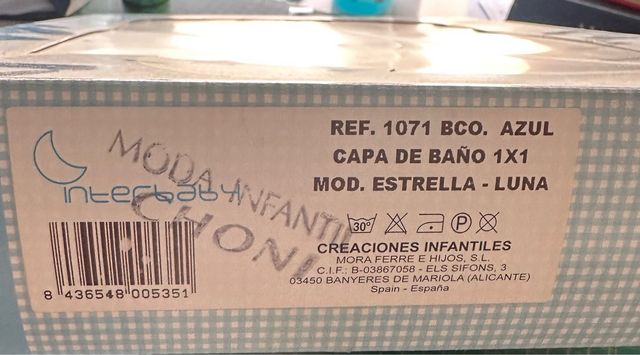 REF. 1071 BCO. AZUL
CAPA DE BAÑO 1X1
MOD. ESTRELLA - LUNA
interbaby
MODA INFANTIL
CHONI
30°
P
CREACIONES INFANTILES
MORA FERRE E HIJOS, S.L.
C.I.F.: B-03867058 - ELS SIFONS, 3
03450 BANYERES DE MARIOLA (ALICANTE)
Spain - España
8 436548 005351